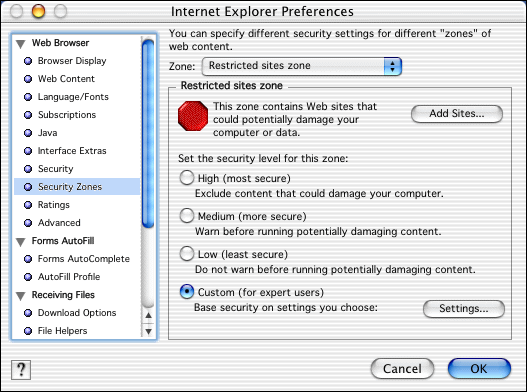 Internet Explorer Preferences
Web Browser
Browser Display
Web Content
Language/Fonts
Subscriptions
Java
Interface Extras
Security
Security Zones
Ratings
Advanced
Forms AutoFill
Forms AutoComplete
AutoFill Profile
Receiving Files
Download Options
File Helpers
You can specify different security settings for different "zones" of
web content.
Zone: Restricted sites zone
Restricted sites zone
This zone contains Web sites that
could potentially damage your
computer or data.
Add Sites...
Set the security level for this zone:
High (most secure)
Exclude content that could damage your computer.
Medium (more secure)
Warn before running potentially damaging content.
Low (least secure)
Do not warn before running potentially damaging content.
Custom (for expert users)
Base security on settings you choose:
Settings...
?
Cancel
OK